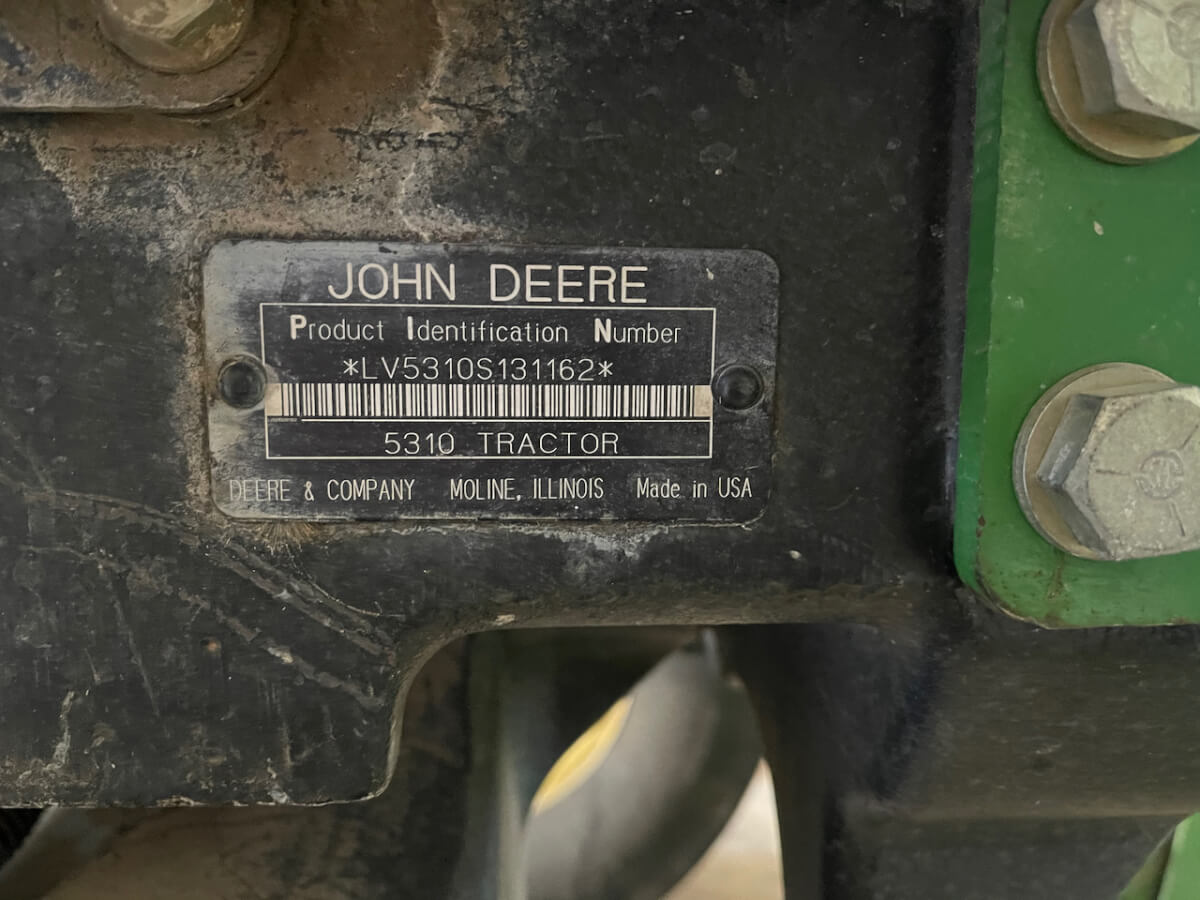 JOHN DEERE
Product Identification Number
*LV5310S131162*
5310 TRACTOR
DEERE & COMPANY MOLINE, ILLINOIS Made in USA